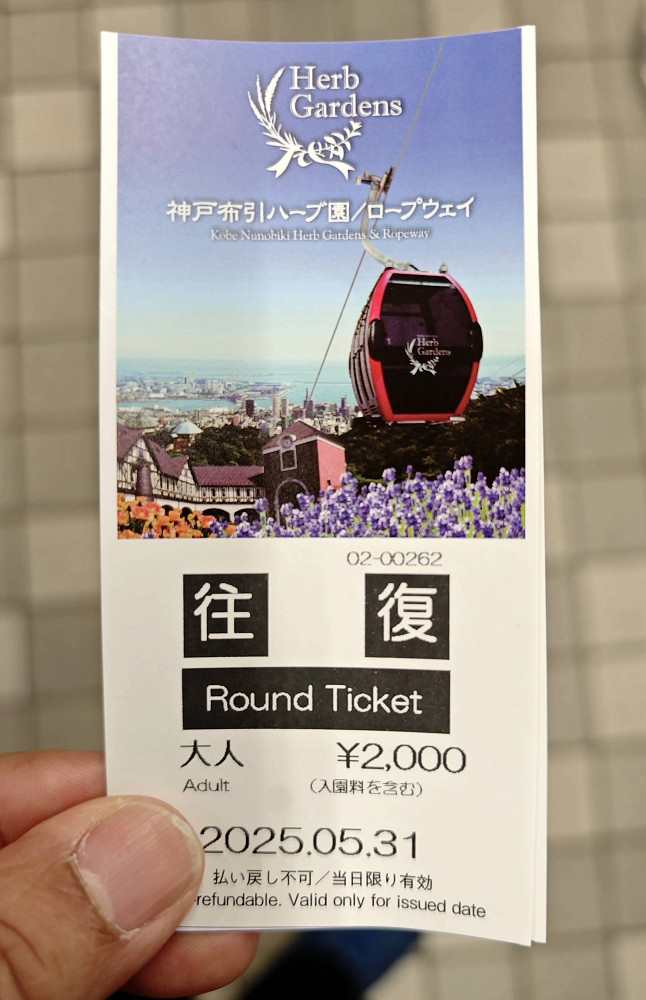 Herb
Gardens
神戸布引ハーブ園/ロープウェイ
Kobe Nunobiki Herb Gardens & Ropeway
Herb
Gardens
02-00262
往 復
Round Ticket
大人 ¥2,000
Adult (入園料を含む)
2025.05.31
払い戻し不可/当日限り有効
-refundable. Valid only for issued date